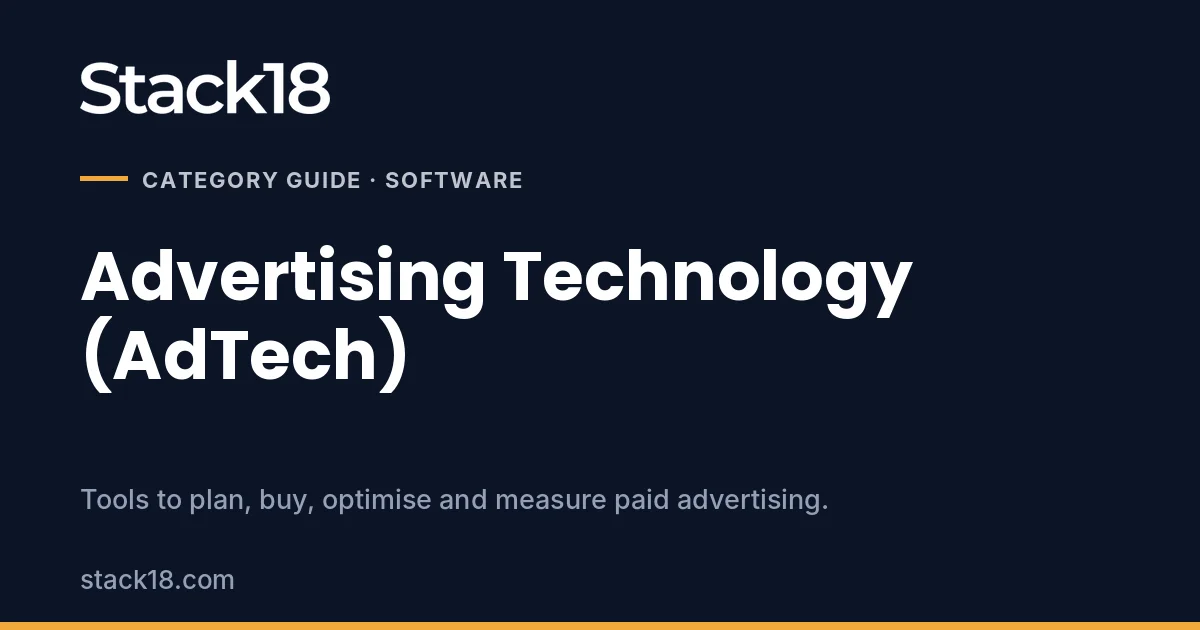 Stack18
CATEGORY GUIDE · SOFTWARE
Advertising Technology
(AdTech)
Tools to plan, buy, optimise and measure paid advertising.
stack18.com